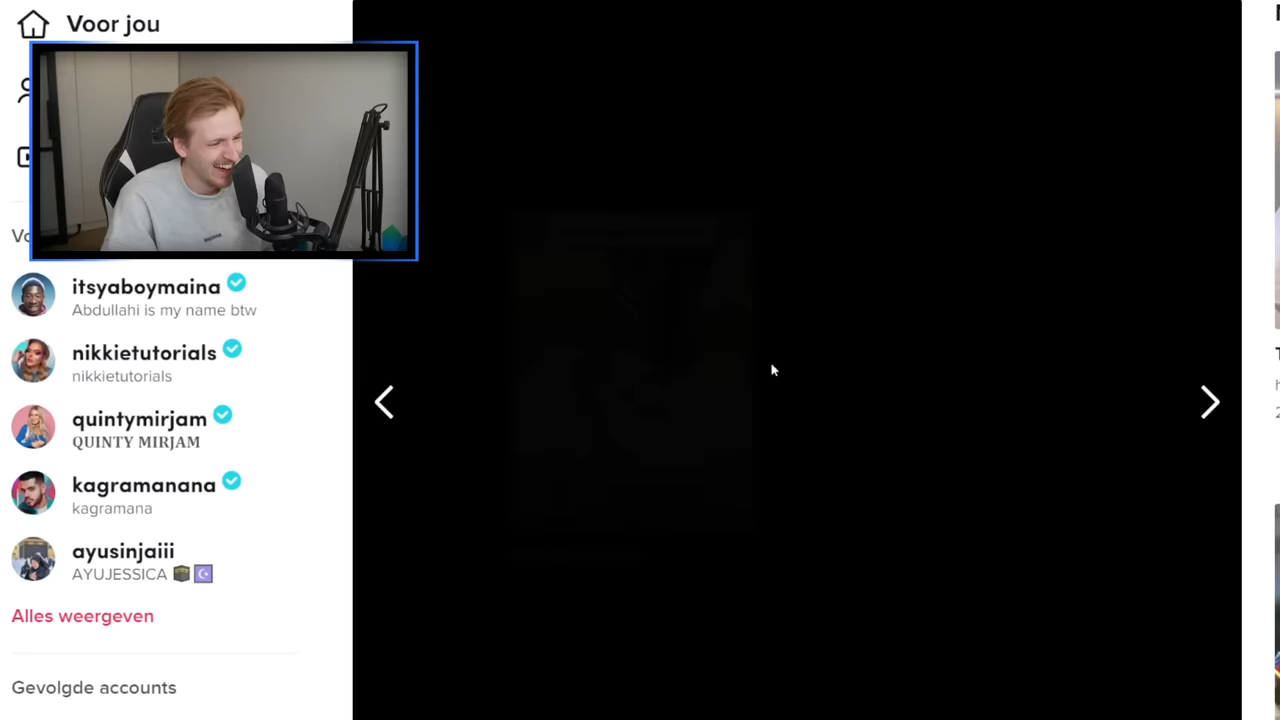 Voor jou
Vo
itsyaboymaina
Abdullahi is my name btw
nikkietutorials
nikkietutorials
quintymirjam
QUINTY MIRJAM
kagramanana
kagramana
ayusinjaiii
AYUJESSICA
Alles weergeven
Gevolgde accounts